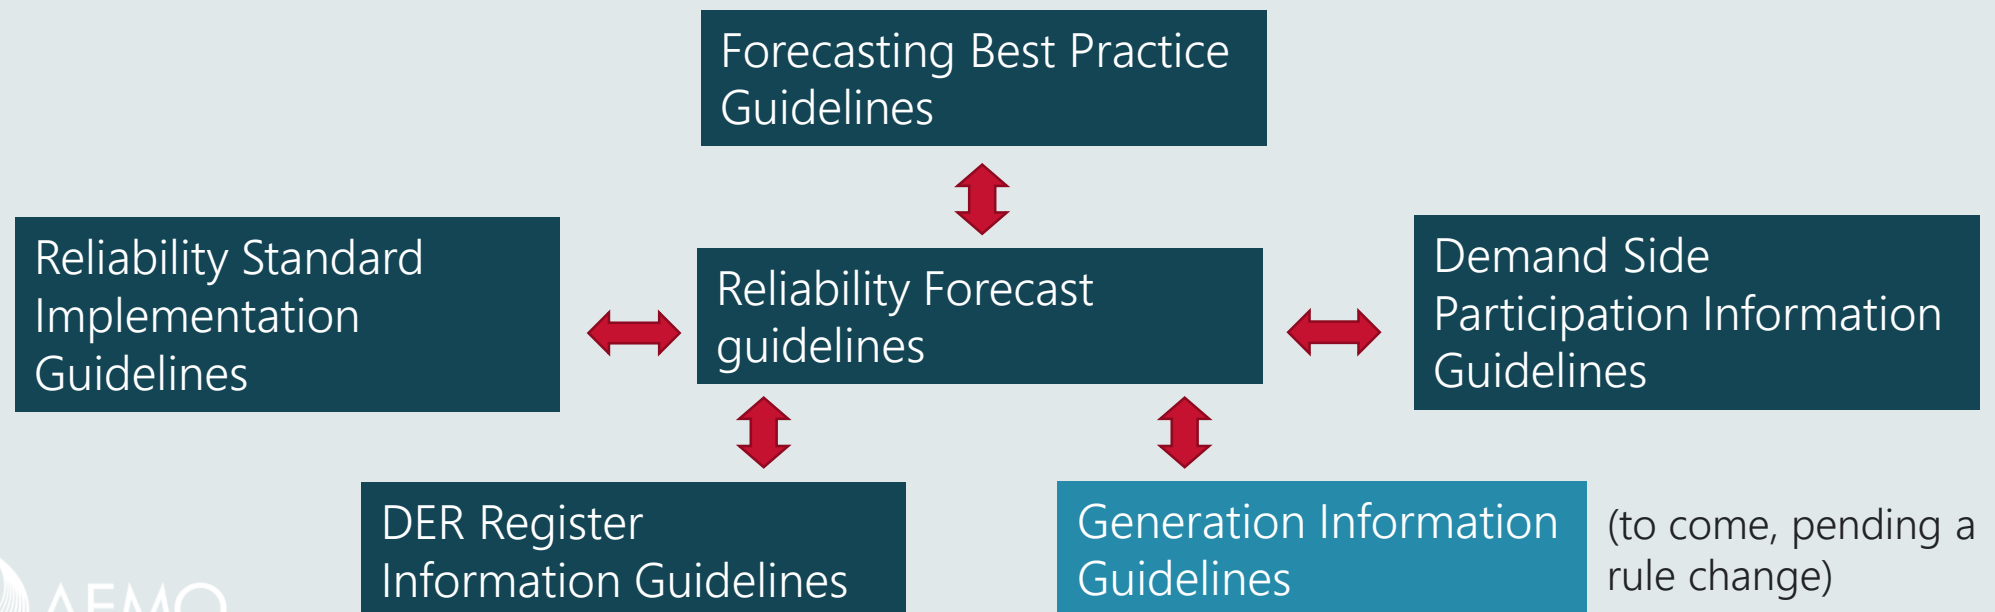 Forecasting Best Practice
Guidelines
Reliability Standard
Implementation
Guidelines
Reliability Forecast
guidelines
Demand Side
Participation Information
Guidelines
DER Register
Information Guidelines
Generation Information
Guidelines
(to come, pending a
rule change)
AEMO